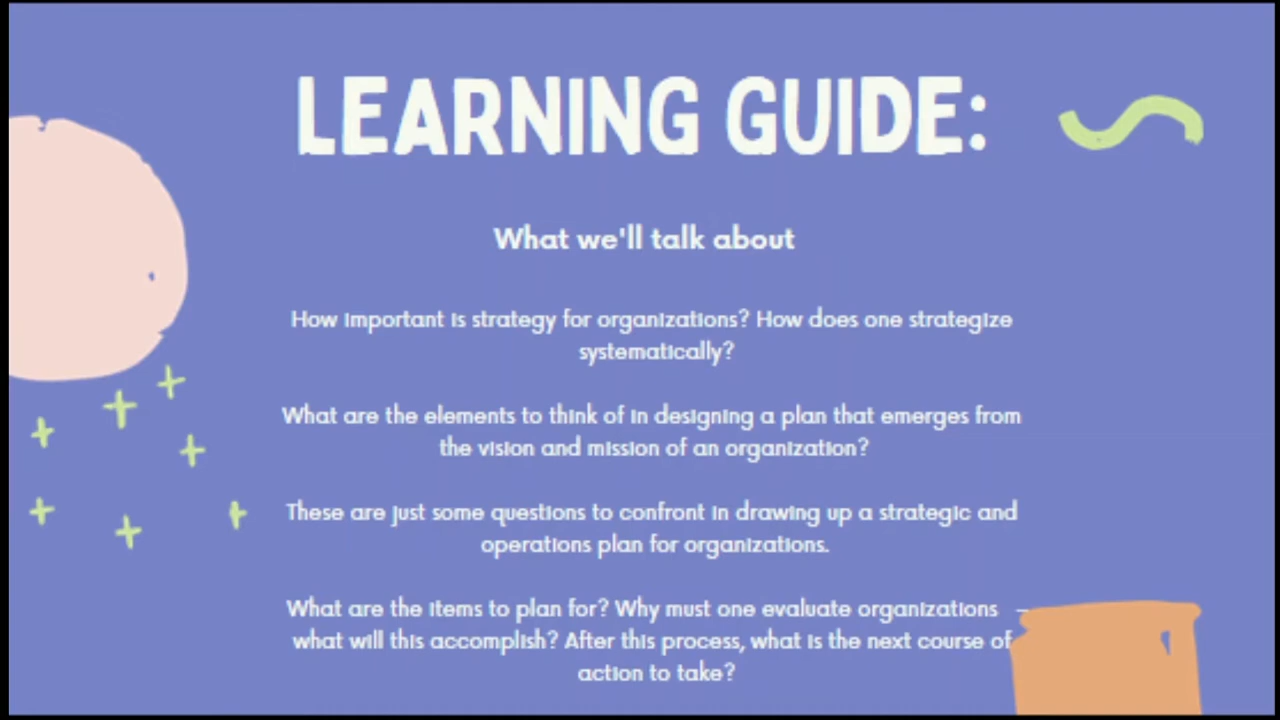 LEARNING GUIDE:
What we'll talk about
How important is strategy for organizations? How does one strategize
systematically?
What are the elements to think of in designing a plan that emerges from
the vision and mission of an organization?
These are just some questions to confront in drawing up a strategic and
operations plan for organizations.
What are the items to plan for? Why must one evaluate organizations –
what will this accomplish? After this process, what is the next course of
action to take?